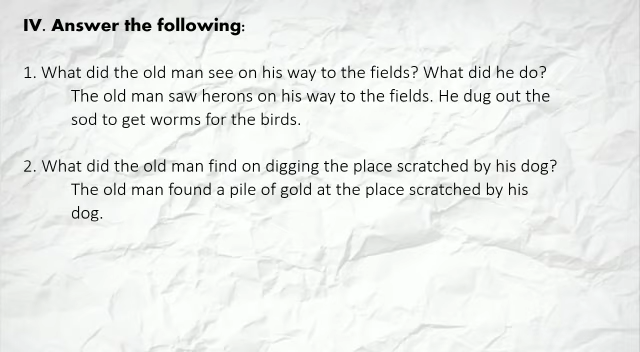 IV. Answer the following:
1. What did the old man see on his way to the fields? What did he do?
The old man saw herons on his way to the fields. He dug out the
sod to get worms for the birds.
2. What did the old man find on digging the place scratched by his dog?
The old man found a pile of gold at the place scratched by his
dog.